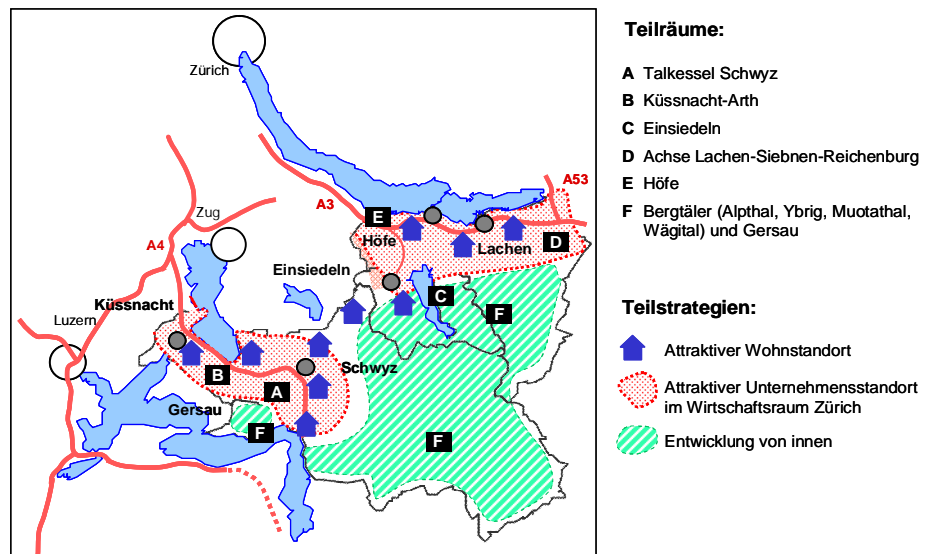 Zürich
A53
A3
E
Zug
Höfe
Lachen
D
A4
Einsiedeln
C
Küssnacht
F
Luzern
Schwyz
B
A
Gersau
F
F
Teilräume:
A Talkessel Schwyz
B Küssnacht-Arth
C Einsiedeln
D Achse Lachen-Siebnen-Reichenburg
E Höfe
F Bergtäler (Alpthal, Ybrig, Muotathal,
Wägital) und Gersau
Teilstrategien:
Attraktiver Wohnstandort
Attraktiver Unternehmensstandort
im Wirtschaftsraum Zürich
Entwicklung von innen